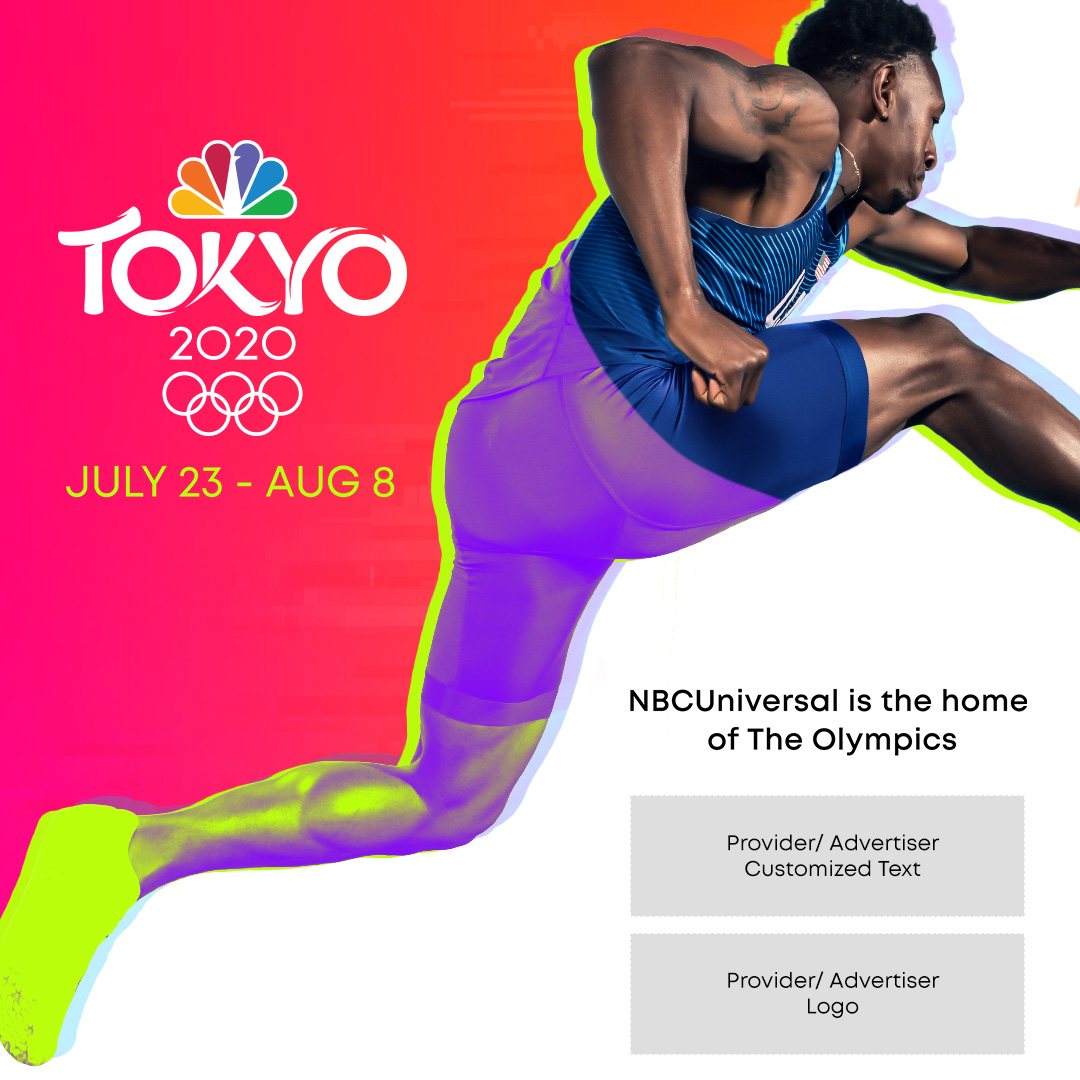 TOKYO
2020
JULY 23 - AUG 8
NBCUniversal is the home
of The Olympics
Provider/ Advertiser
Customized Text
Provider/ Advertiser
Logo